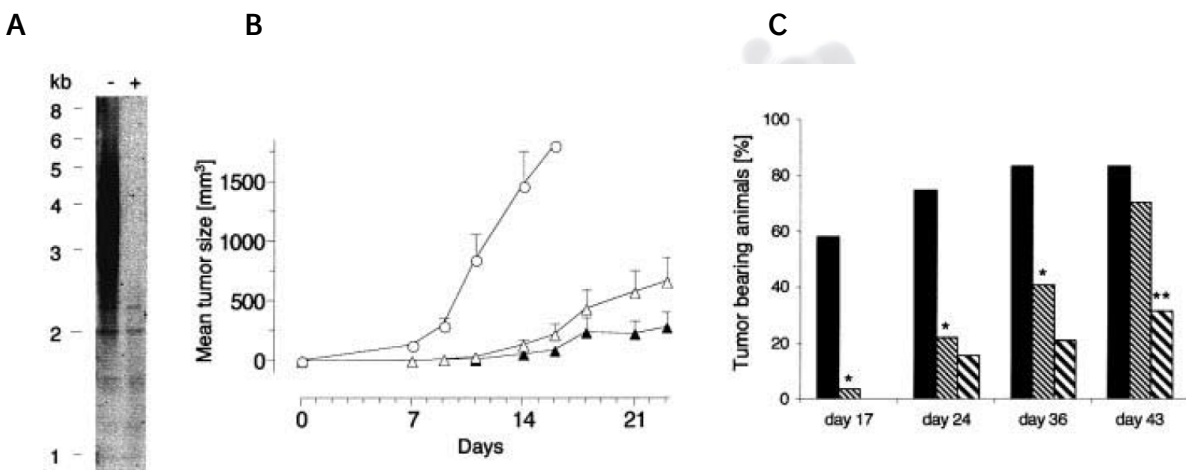 A
B
C
kb
- +
8
6
5
4
3
2
1
Mean tumor size [mm³]
1500
1000
500
0
0 7 14 21
Days
Tumor bearing animals [%]
100
80
60
40
20
0
*
*
*
**
day 17 day 24 day 36 day 43